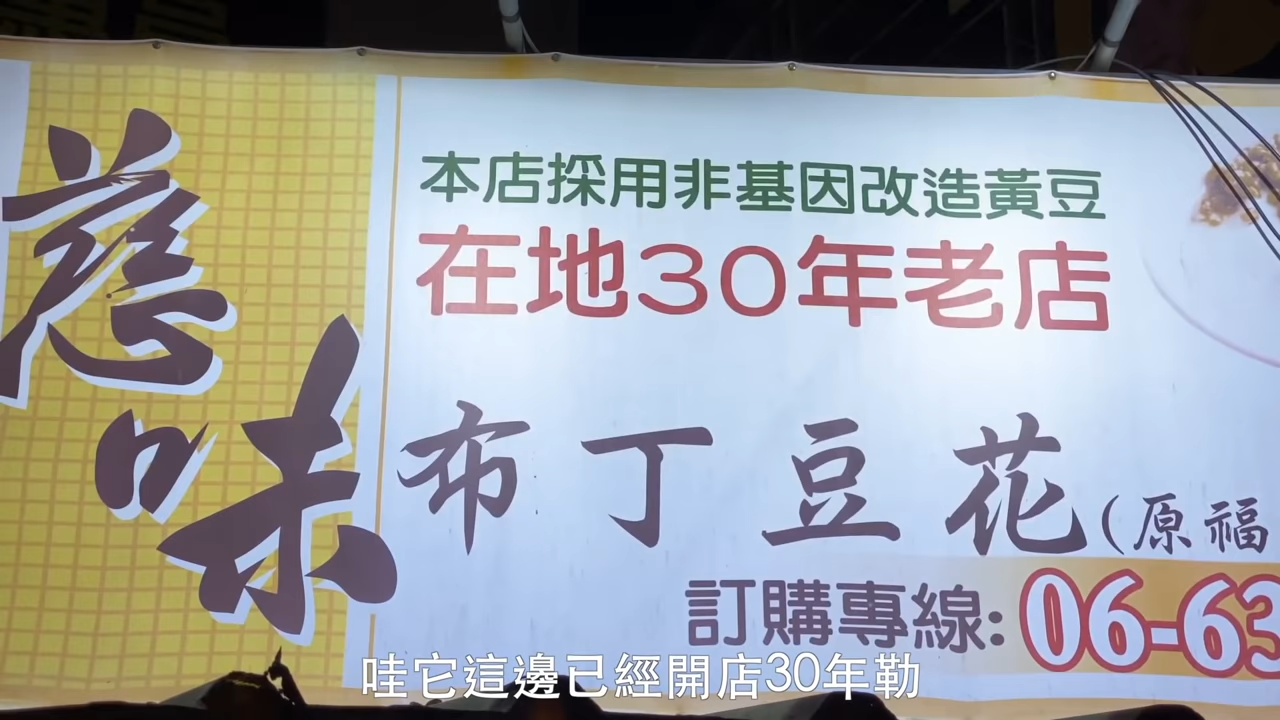 慈味
本店採用非基因改造黃豆
在地30年老店
布丁豆花(原福
訂購專線:06-63
哇它這邊已經開店30年勒